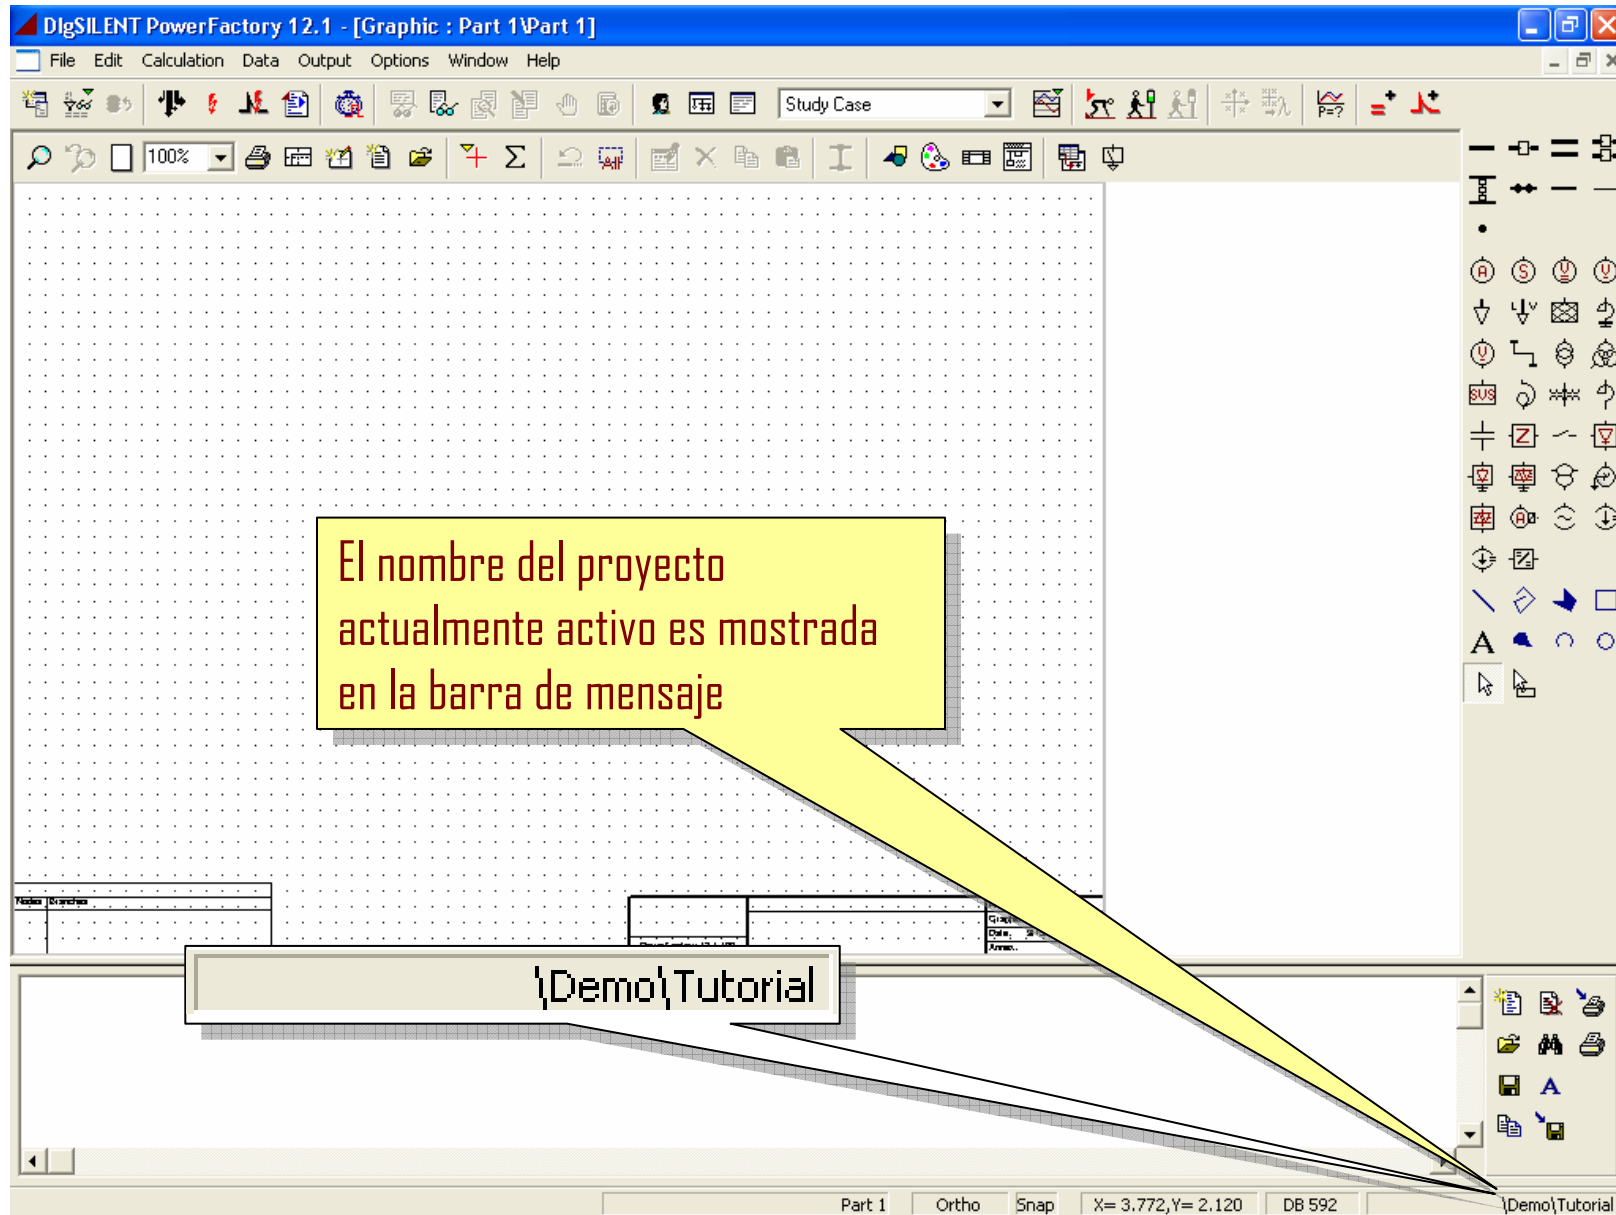 DIgSILENT PowerFactory 12.1 - [Graphic : Part 1\Part 1]
File Edit Calculation Data Output Options Window Help
Study Case
P=?
100%
El nombre del proyecto
actualmente activo es mostrada
en la barra de mensaje
Nodes Branches
\Demo\Tutorial
Part 1 Ortho Snap X= 3.772,Y= 2.120 DB 592 \Demo\Tutorial